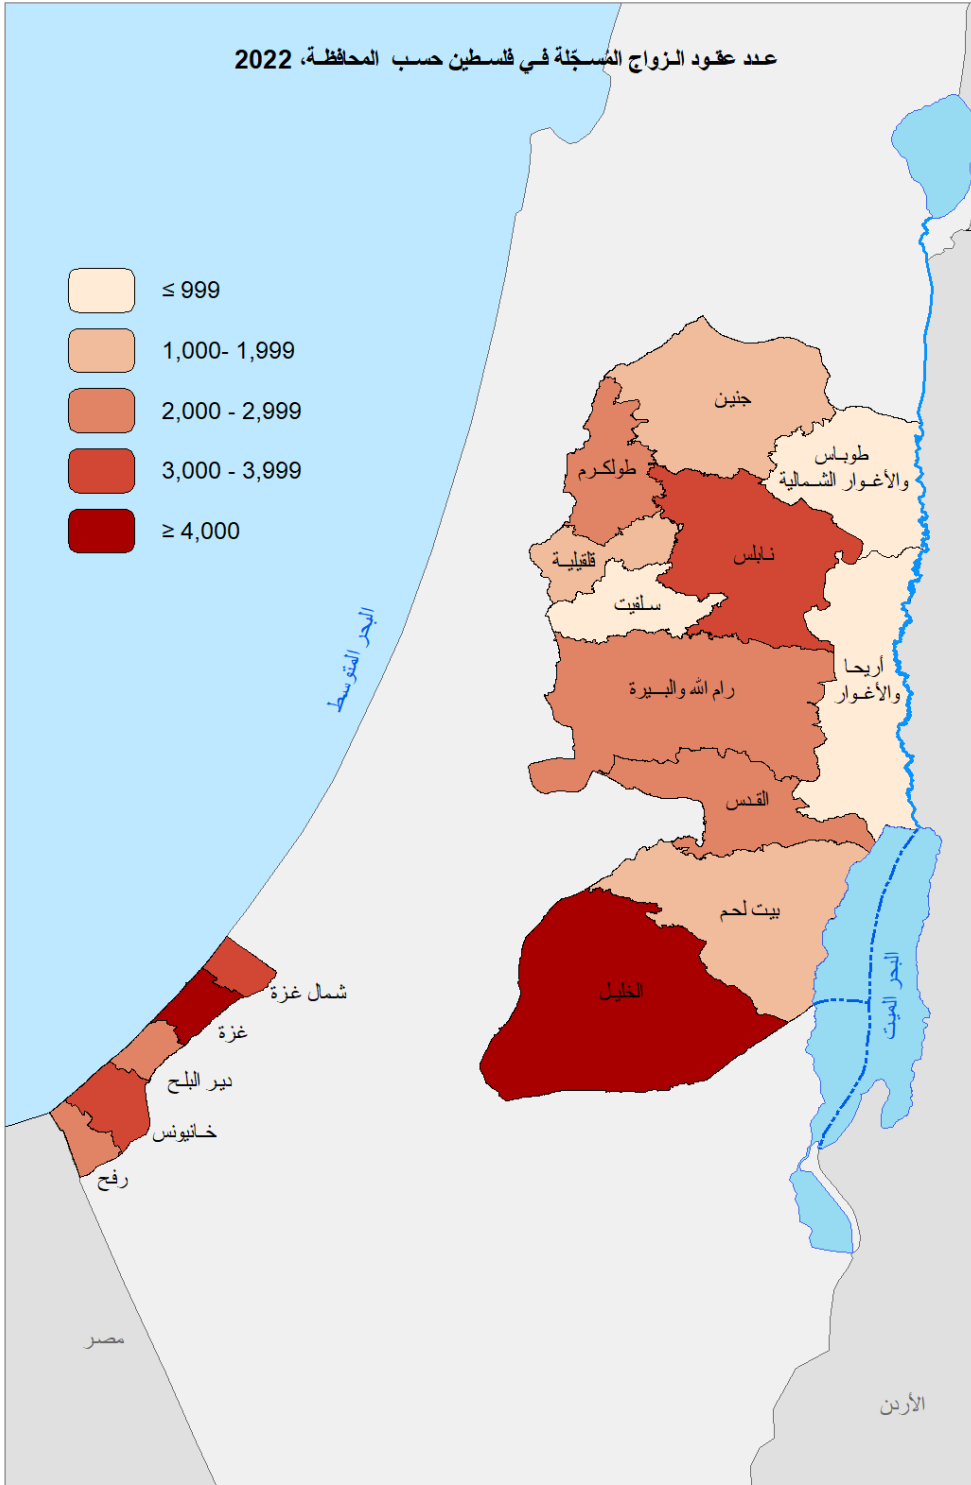 عدد عقود الزواج المُسجّلة في فلسطين حسب المحافظة، 2022
≤ 999
1,000- 1,999
2,000 - 2,999
3,000 - 3,999
≥ 4,000
جنين
طوباس
والأغوار الشمالية
طولكرم
نابلس
قلقيلية
سلفيت
أريحا
والأغوار
رام الله والبيرة
القدس
بيت لحم
الخليل
البحر المتوسط
البحر الميت
شمال غزة
غزة
دير البلح
خانيونس
رفح
مصر
الأردن